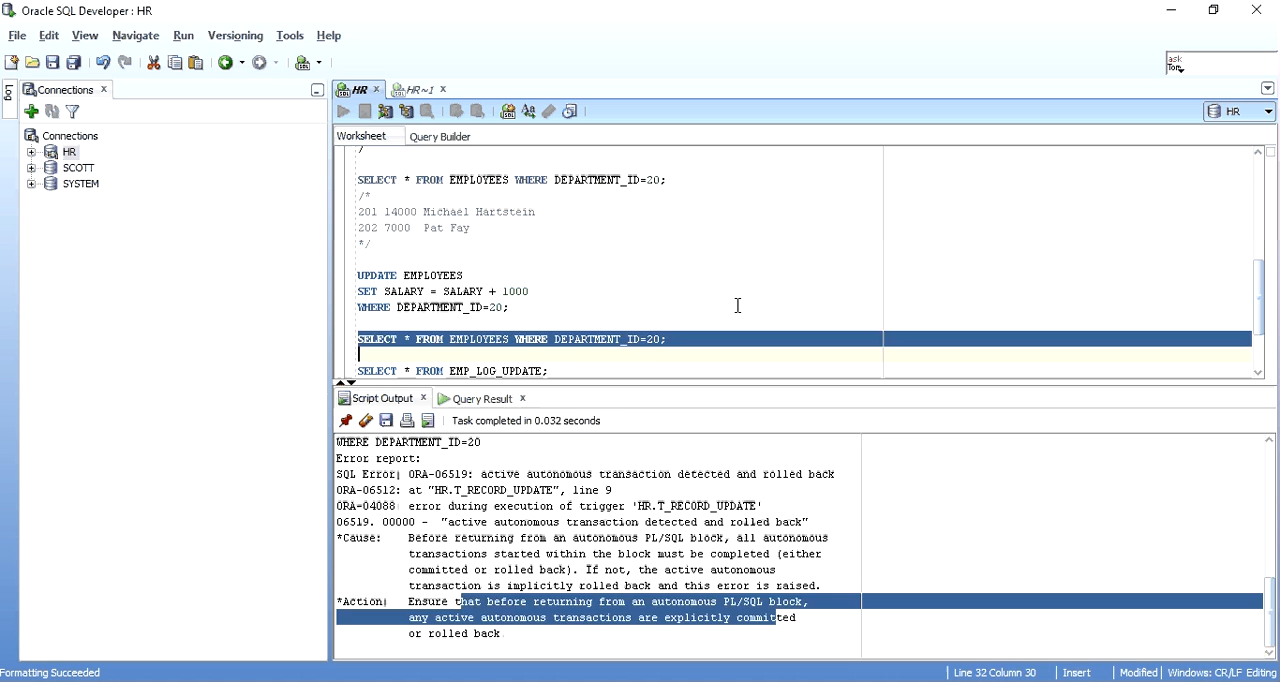 Oracle SQL Developer : HR
File Edit View Navigate Run Versioning Tools Help
ask
Tom
Log
Connections
HR HR~1
HR
Worksheet Query Builder
Connections
HR
SCOTT
SYSTEM
/
SELECT * FROM EMPLOYEES WHERE DEPARTMENT_ID=20;
/*
201 14000 Michael Hartstein
202 7000 Pat Fay
*/
UPDATE EMPLOYEES
SET SALARY = SALARY + 1000
WHERE DEPARTMENT_ID=20;
SELECT * FROM EMPLOYEES WHERE DEPARTMENT_ID=20;
SELECT * FROM EMP_LOG_UPDATE;
Script Output Query Result
Task completed in 0.032 seconds
WHERE DEPARTMENT_ID=20
Error report:
SQL Error: ORA-06519: active autonomous transaction detected and rolled back
ORA-06512: at "HR.T_RECORD_UPDATE", line 9
ORA-04088: error during execution of trigger 'HR.T_RECORD_UPDATE'
06519. 00000 - "active autonomous transaction detected and rolled back"
*Cause: Before returning from an autonomous PL/SQL block, all autonomous
transactions started within the block must be completed (either
committed or rolled back). If not, the active autonomous
transaction is implicitly rolled back and this error is raised.
*Action: Ensure that before returning from an autonomous PL/SQL block,
any active autonomous transactions are explicitly committed
or rolled back.
Formatting Succeeded
Line 32 Column 30 Insert Modified Windows: CR/LF Editing